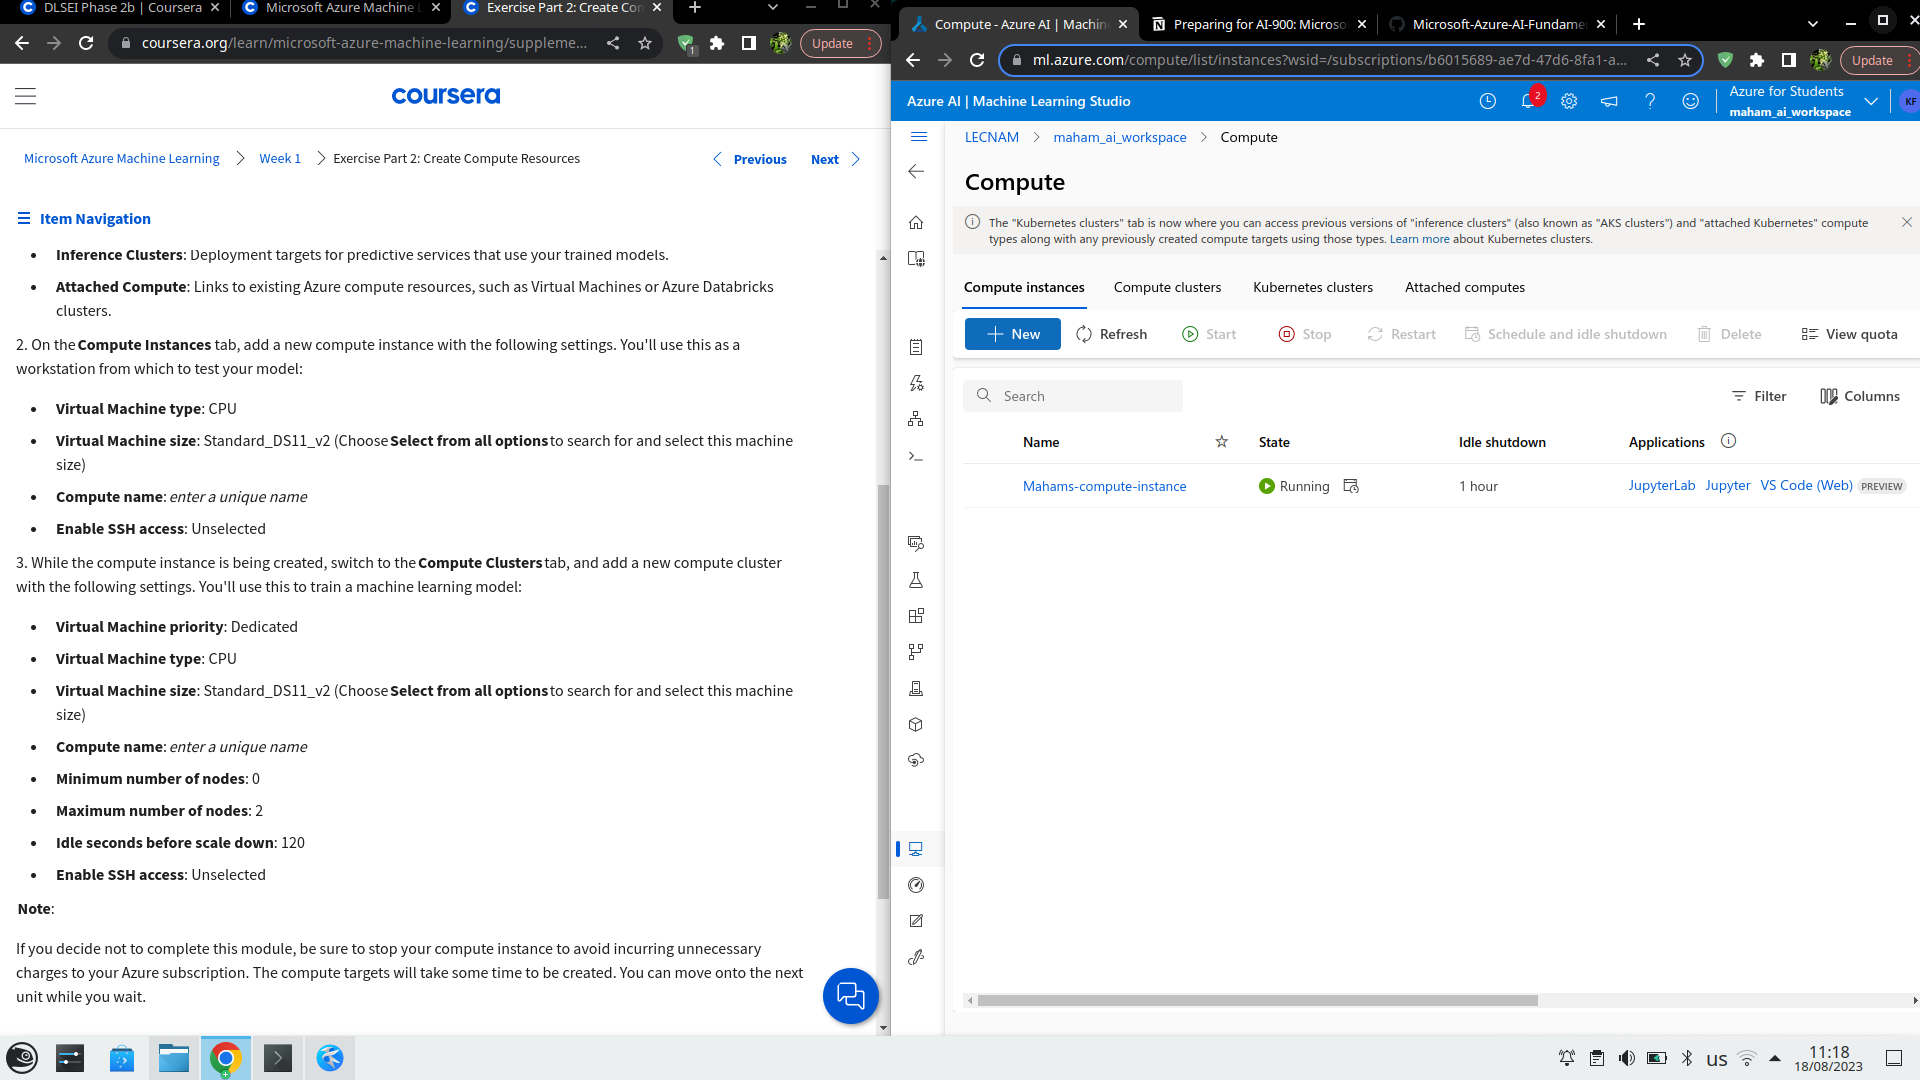 DLSEI Phase 2b | Coursera
Microsoft Azure Machine L
Exercise Part 2: Create Con
coursera.org/learn/microsoft-azure-machine-learning/suppleme...
1
Update
coursera
Microsoft Azure Machine Learning
Week 1
Exercise Part 2: Create Compute Resources
Previous
Next
Item Navigation
• Inference Clusters: Deployment targets for predictive services that use your trained models.
• Attached Compute: Links to existing Azure compute resources, such as Virtual Machines or Azure Databricks
clusters.
2. On the Compute Instances tab, add a new compute instance with the following settings. You'll use this as a
workstation from which to test your model:
• Virtual Machine type: CPU
• Virtual Machine size: Standard_DS11_v2 (Choose Select from all options to search for and select this machine
size)
• Compute name: enter a unique name
• Enable SSH access: Unselected
3. While the compute instance is being created, switch to the Compute Clusters tab, and add a new compute cluster
with the following settings. You'll use this to train a machine learning model:
• Virtual Machine priority: Dedicated
• Virtual Machine type: CPU
• Virtual Machine size: Standard_DS11_v2 (Choose Select from all options to search for and select this machine
size)
• Compute name: enter a unique name
• Minimum number of nodes: 0
• Maximum number of nodes: 2
• Idle seconds before scale down: 120
• Enable SSH access: Unselected
Note:
If you decide not to complete this module, be sure to stop your compute instance to avoid incurring unnecessary
charges to your Azure subscription. The compute targets will take some time to be created. You can move onto the next
unit while you wait.
Compute - Azure AI | Machin
Preparing for AI-900: Microso
Microsoft-Azure-AI-Fundame
ml.azure.com/compute/list/instances?wsid=/subscriptions/b6015689-ae7d-47d6-8fa1-a...
Update
Azure AI | Machine Learning Studio
2
Azure for Students
maham_ai_workspace
KF
LECNAM
maham_ai_workspace
Compute
Compute
The "Kubernetes clusters" tab is now where you can access previous versions of "inference clusters" (also known as "AKS clusters") and "attached Kubernetes" compute
types along with any previously created compute targets using those types. Learn more about Kubernetes clusters.
Compute instances
Compute clusters
Kubernetes clusters
Attached computes
New
Refresh
Start
Stop
Restart
Schedule and idle shutdown
Delete
View quota
Search
Filter
Columns
Name
State
Idle shutdown
Applications
Mahams-compute-instance
Running
1 hour
JupyterLab Jupyter VS Code (Web) PREVIEW
us
11:18
18/08/2023